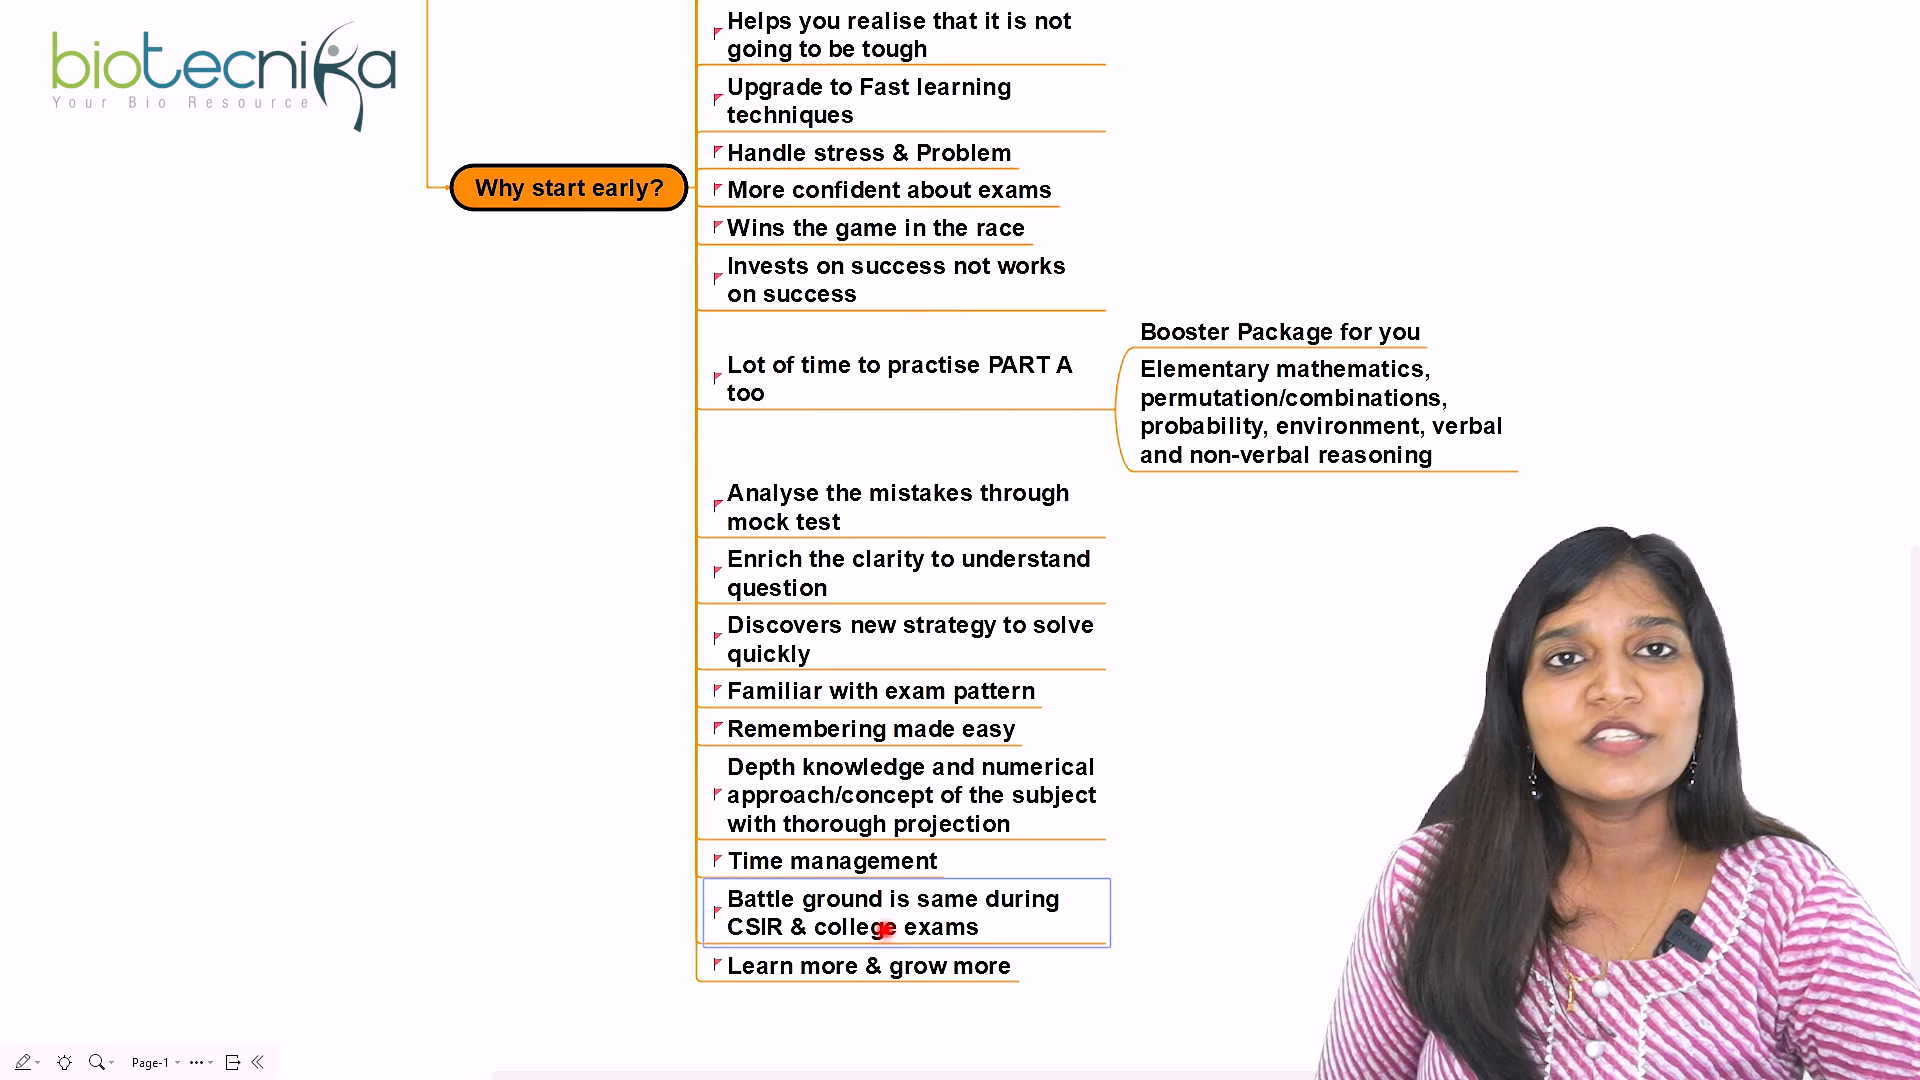 biotecnika
Your Bio Resource
Why start early?
Helps you realise that it is not
going to be tough
Upgrade to Fast learning
techniques
Handle stress & Problem
More confident about exams
Wins the game in the race
Invests on success not works
on success
Lot of time to practise PART A
too
Booster Package for you
Elementary mathematics,
permutation/combinations,
probability, environment, verbal
and non-verbal reasoning
Analyse the mistakes through
mock test
Enrich the clarity to understand
question
Discovers new strategy to solve
quickly
Familiar with exam pattern
Remembering made easy
Depth knowledge and numerical
approach/concept of the subject
with thorough projection
Time management
Battle ground is same during
CSIR & college exams
Learn more & grow more
Page-1